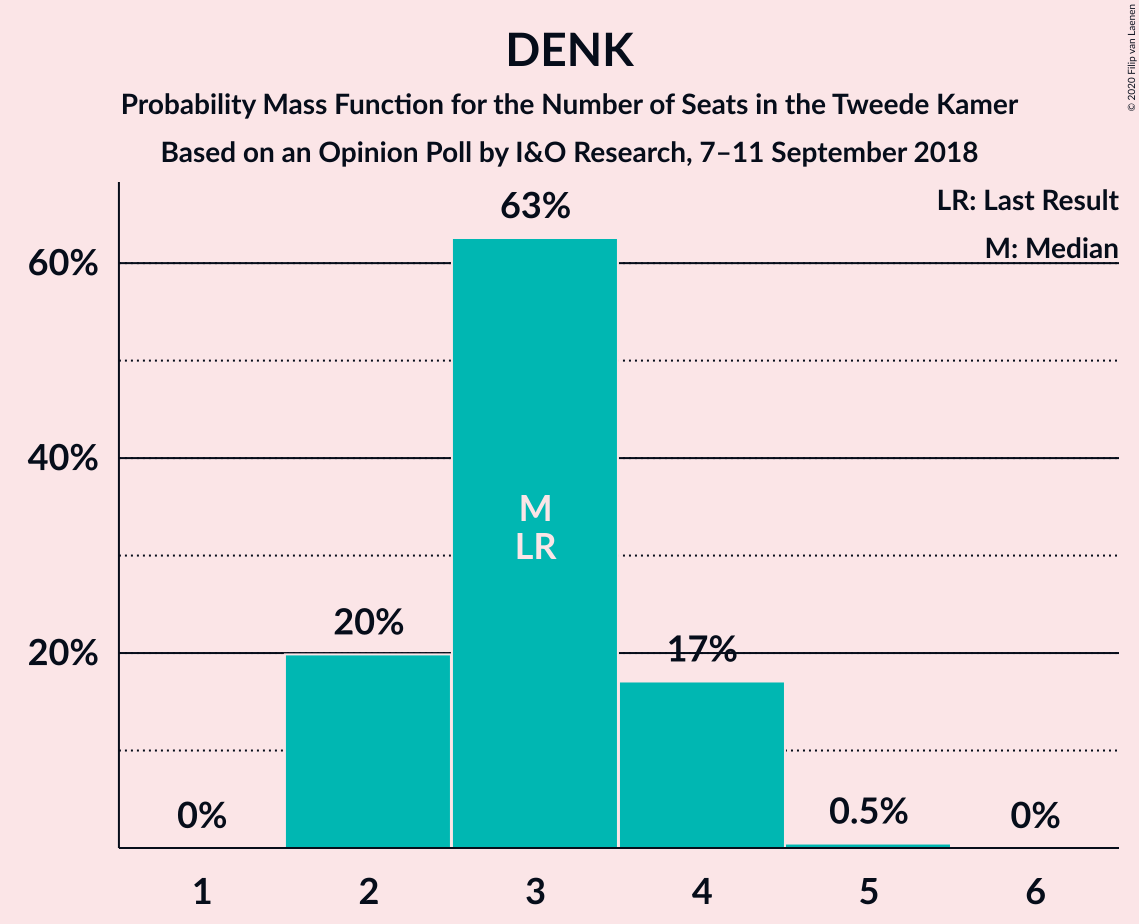 DENK
Probability Mass Function for the Number of Seats in the Tweede Kamer
Based on an Opinion Poll by I&O Research, 7–11 September 2018
© 2020 Filip van Laenen
LR: Last Result
M: Median
63%
60%
40%
M
LR
20%
20%
17%
0%
0.5%
0%
1
2
3
4
5
6